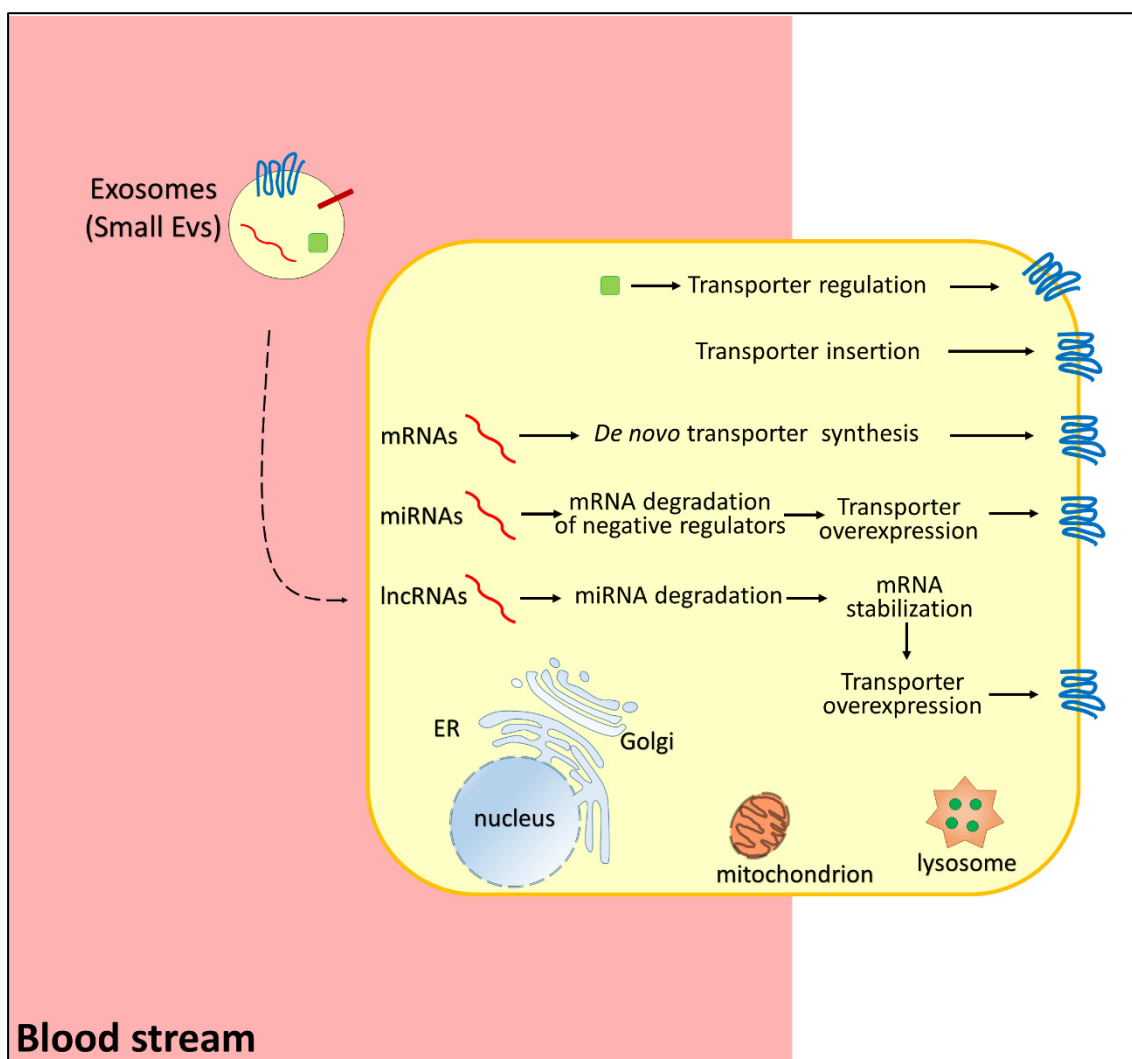 Exosomes
(Small Evs)
Transporter regulation
Transporter insertion
mRNAs
De novo transporter synthesis
miRNAs
mRNA degradation
of negative regulators
Transporter
overexpression
lncRNAs
miRNA degradation
mRNA
stabilization
Transporter
overexpression
ER
Golgi
nucleus
mitochondrion
lysosome
Blood stream